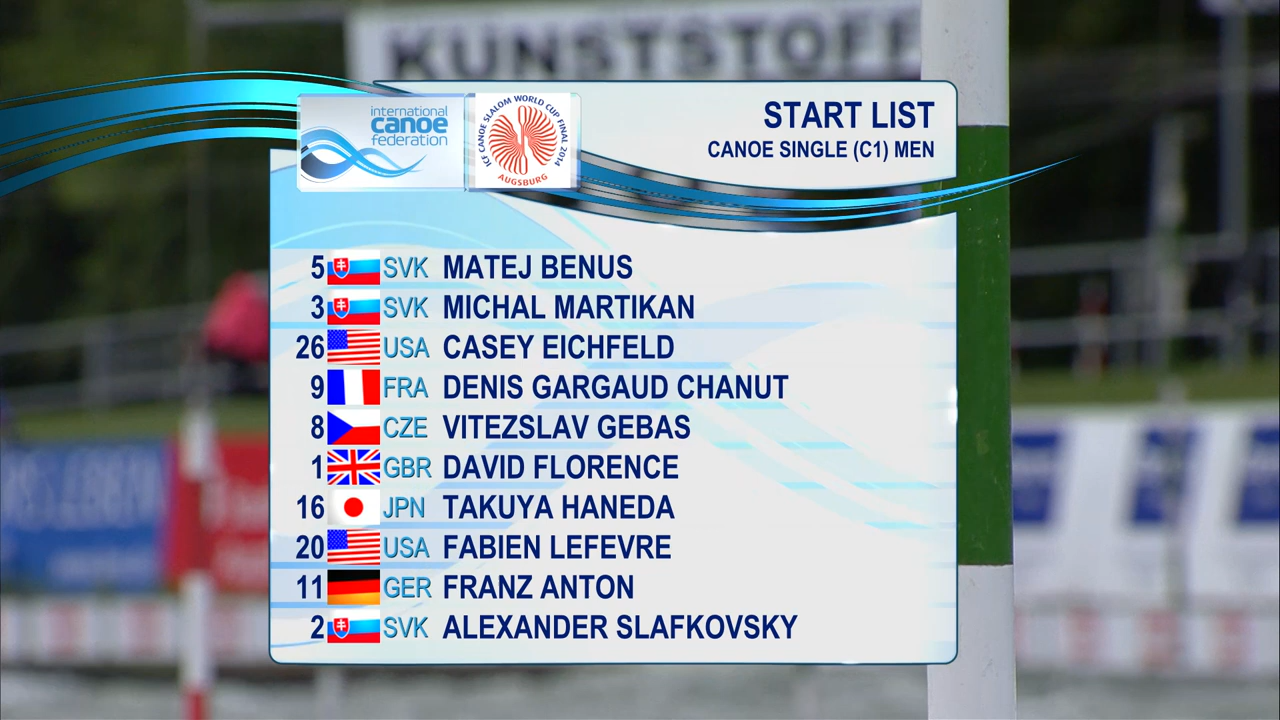 KUNSTSTOFF
international
canoe
federation
ICF CANOE SLALOM WORLD CUP FINAL 2014
AUGSBURG
START LIST
CANOE SINGLE (C1) MEN
5 SVK MATEJ BENUS
3 SVK MICHAL MARTIKAN
26 USA CASEY EICHFELD
9 FRA DENIS GARGAUD CHANUT
8 CZE VITEZSLAV GEBAS
1 GBR DAVID FLORENCE
16 JPN TAKUYA HANEDA
20 USA FABIEN LEFEVRE
11 GER FRANZ ANTON
2 SVK ALEXANDER SLAFKOVSKY